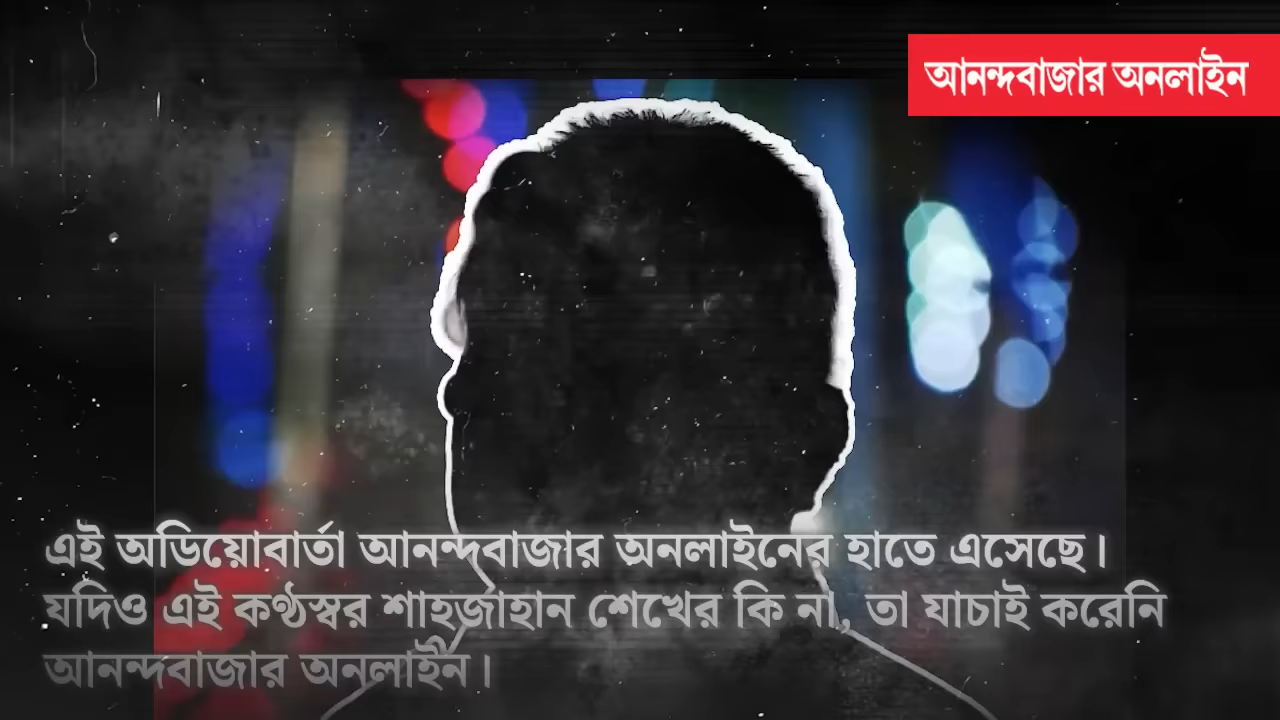 আনন্দবাজার অনলাইন
এই অডিয়োবার্তা আনন্দবাজার অনলাইনের হাতে এসেছে।
যদিও এই কণ্ঠস্বর শাহজাহান শেখের কি না, তা যাচাই করেনি
আনন্দবাজার অনলাইন।